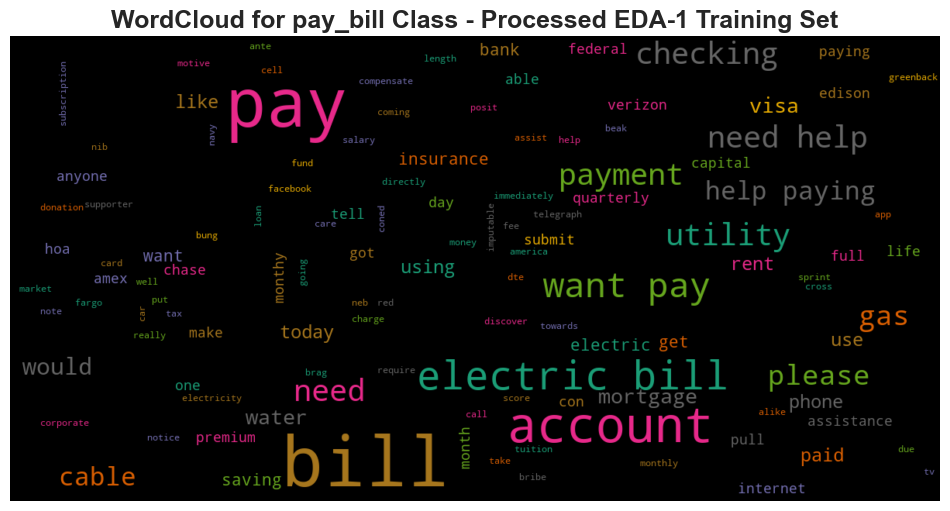 WordCloud for pay_bill Class - Processed EDA-1 Training Set
ante
length
bank
federal
checking
paying
subscription
motive
cell
compensate
able
greenback
like
pay
coming
posit
verizon
visa
edison
navy
salary
assist
help
beak
need help
nib
fund
insurance
capital
anyone
facebook
directly
payment
help paying
immediately
quarterly
donation
supporter
loan
tell
day
telegraph
app
care
coned
imputable
fee
submit
utility
bung
money
america
hoa
want
got
full
life
card
chase
amex
well
going
monthy
using
dte
rent
sprint
cross
market
fargo
put
neb
red
want pay
note
car
tax
charge
discover
towards
gas
really
make
today
electric
get
use
would
brag
require
electric bill
please
one
electricity
need
score
con
mortgage
phone
water
call
account
alike
assistance
corporate
notice
premium
month
tuition
pull
due
bill
take
monthly
paid
cable
saving
bribe
internet
tv